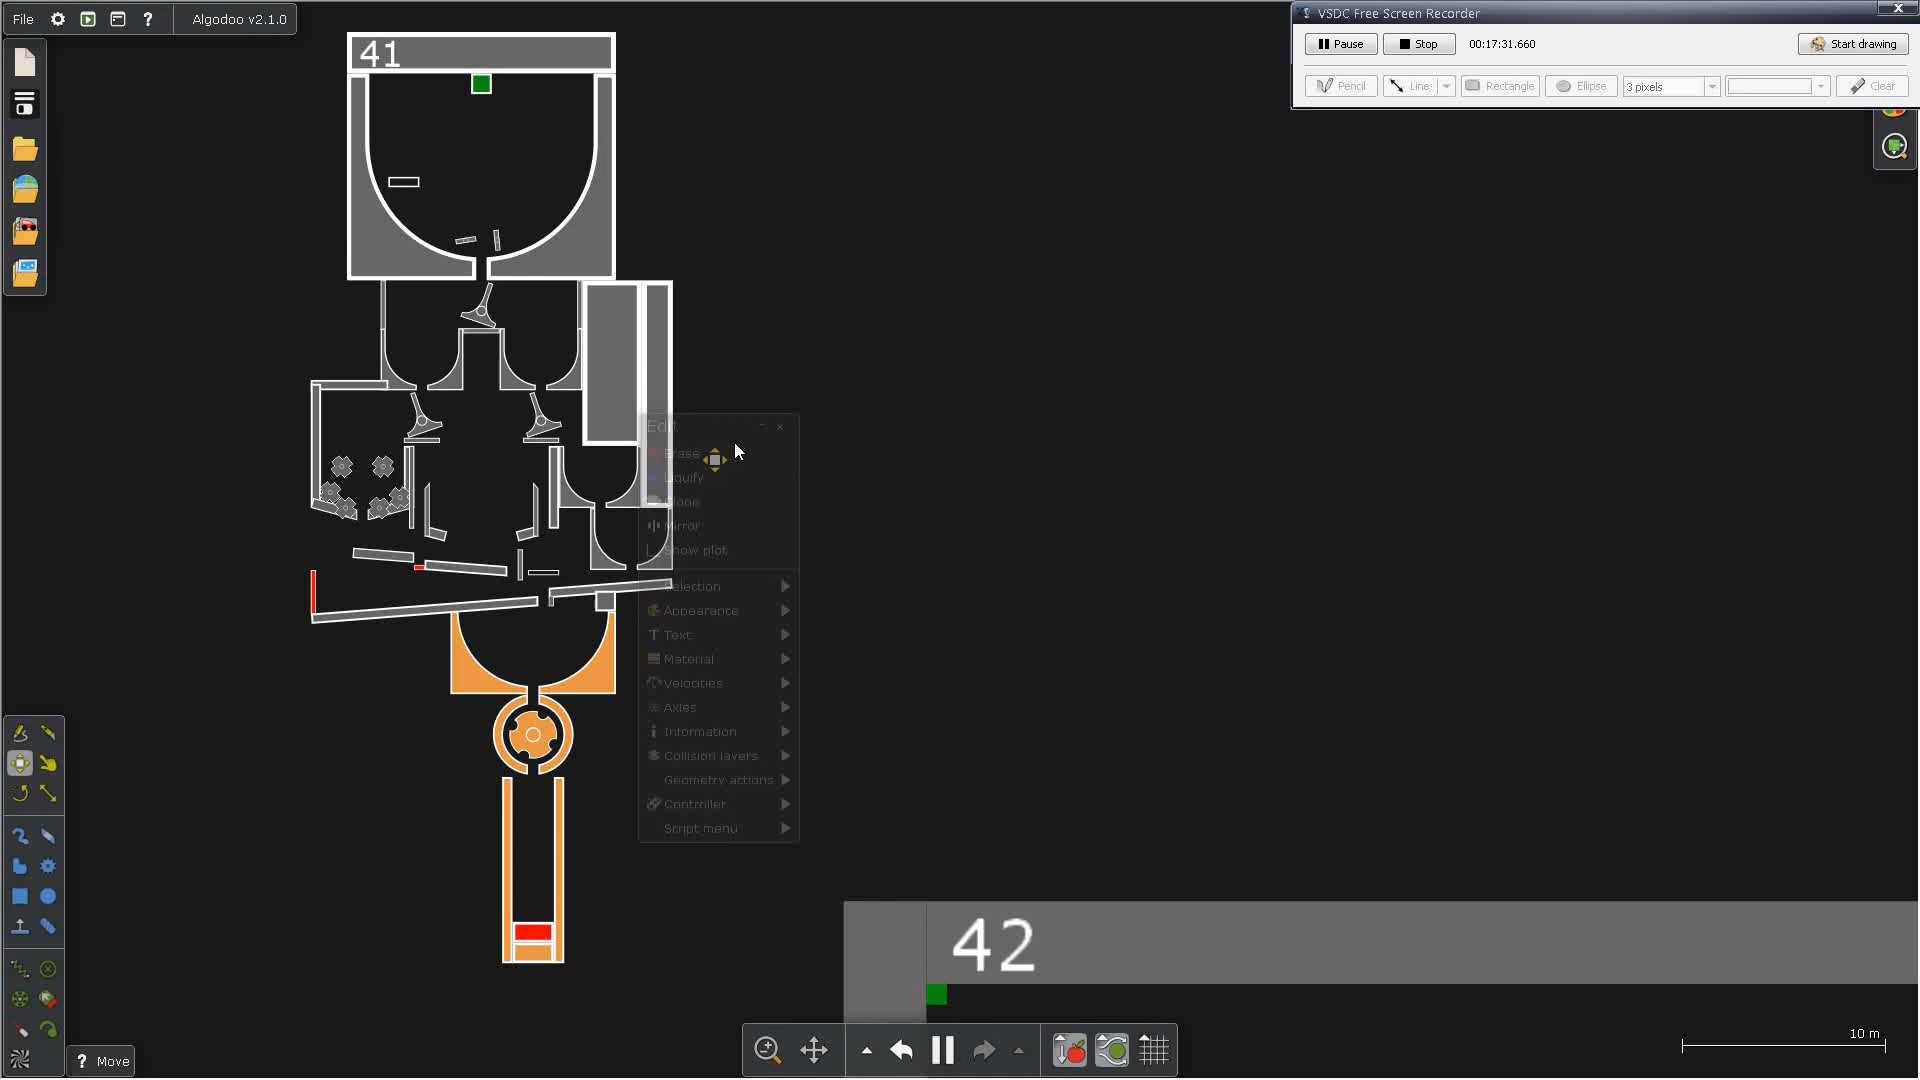 File ? Algodoo v2.1.0
VSDC Free Screen Recorder
Pause Stop 00:17:31.660 Start drawing
Pencil Line Rectangle Ellipse 3 pixels Clear
41
Edit
Erase
Liquify
Clone
Mirror
Show plot
Selection
Appearance
Text
Material
Velocities
Axles
Information
Collision layers
Geometry actions
Controller
Script menu
42
10 m
? Move